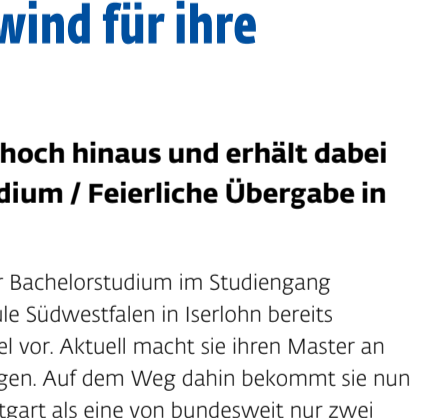 wind für ihre
hoch hinaus und erhält dabei
dium / Feierliche Übergabe in
r Bachelorstudium im Studiengang
ule Südwestfalen in Iserlohn bereits
el vor. Aktuell macht sie ihren Master an
gen. Auf dem Weg dahin bekommt sie nun
tgart als eine von bundesweit nur zwei